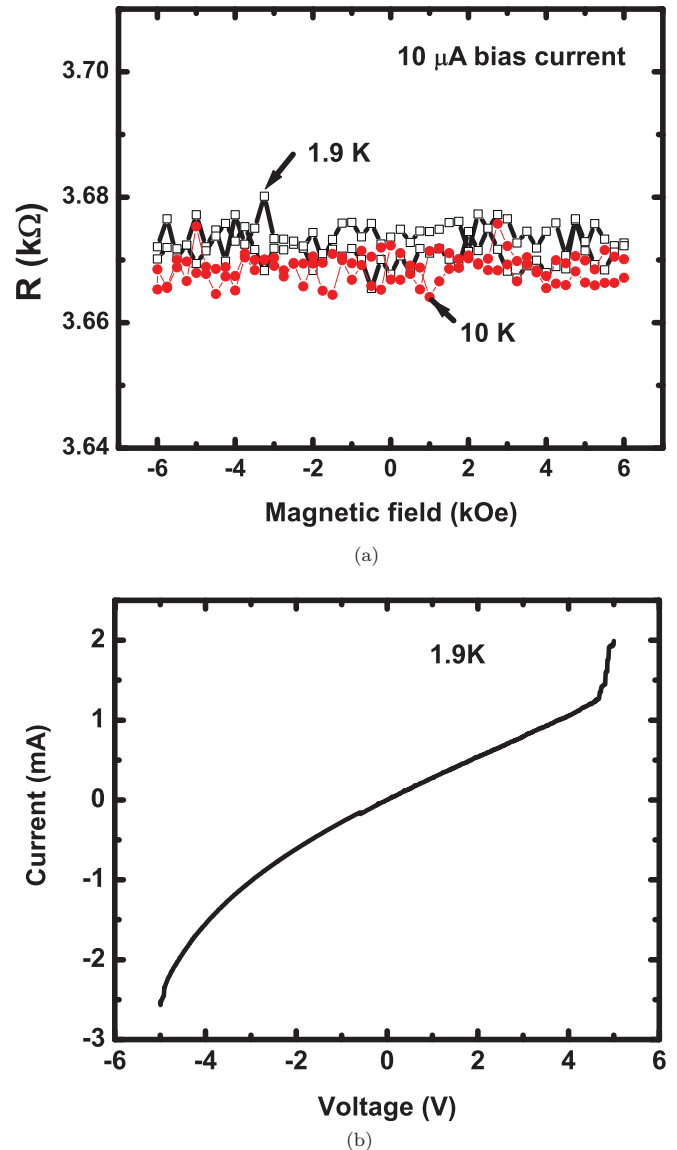 10 μA bias current
3.70
3.68
3.66
3.64
R (kΩ)
1.9 K
10 K
-6 -4 -2 0 2 4 6
Magnetic field (kOe)
(a)
1.9K
2
1
0
-1
-2
-3
Current (mA)
-6 -4 -2 0 2 4 6
Voltage (V)
(b)